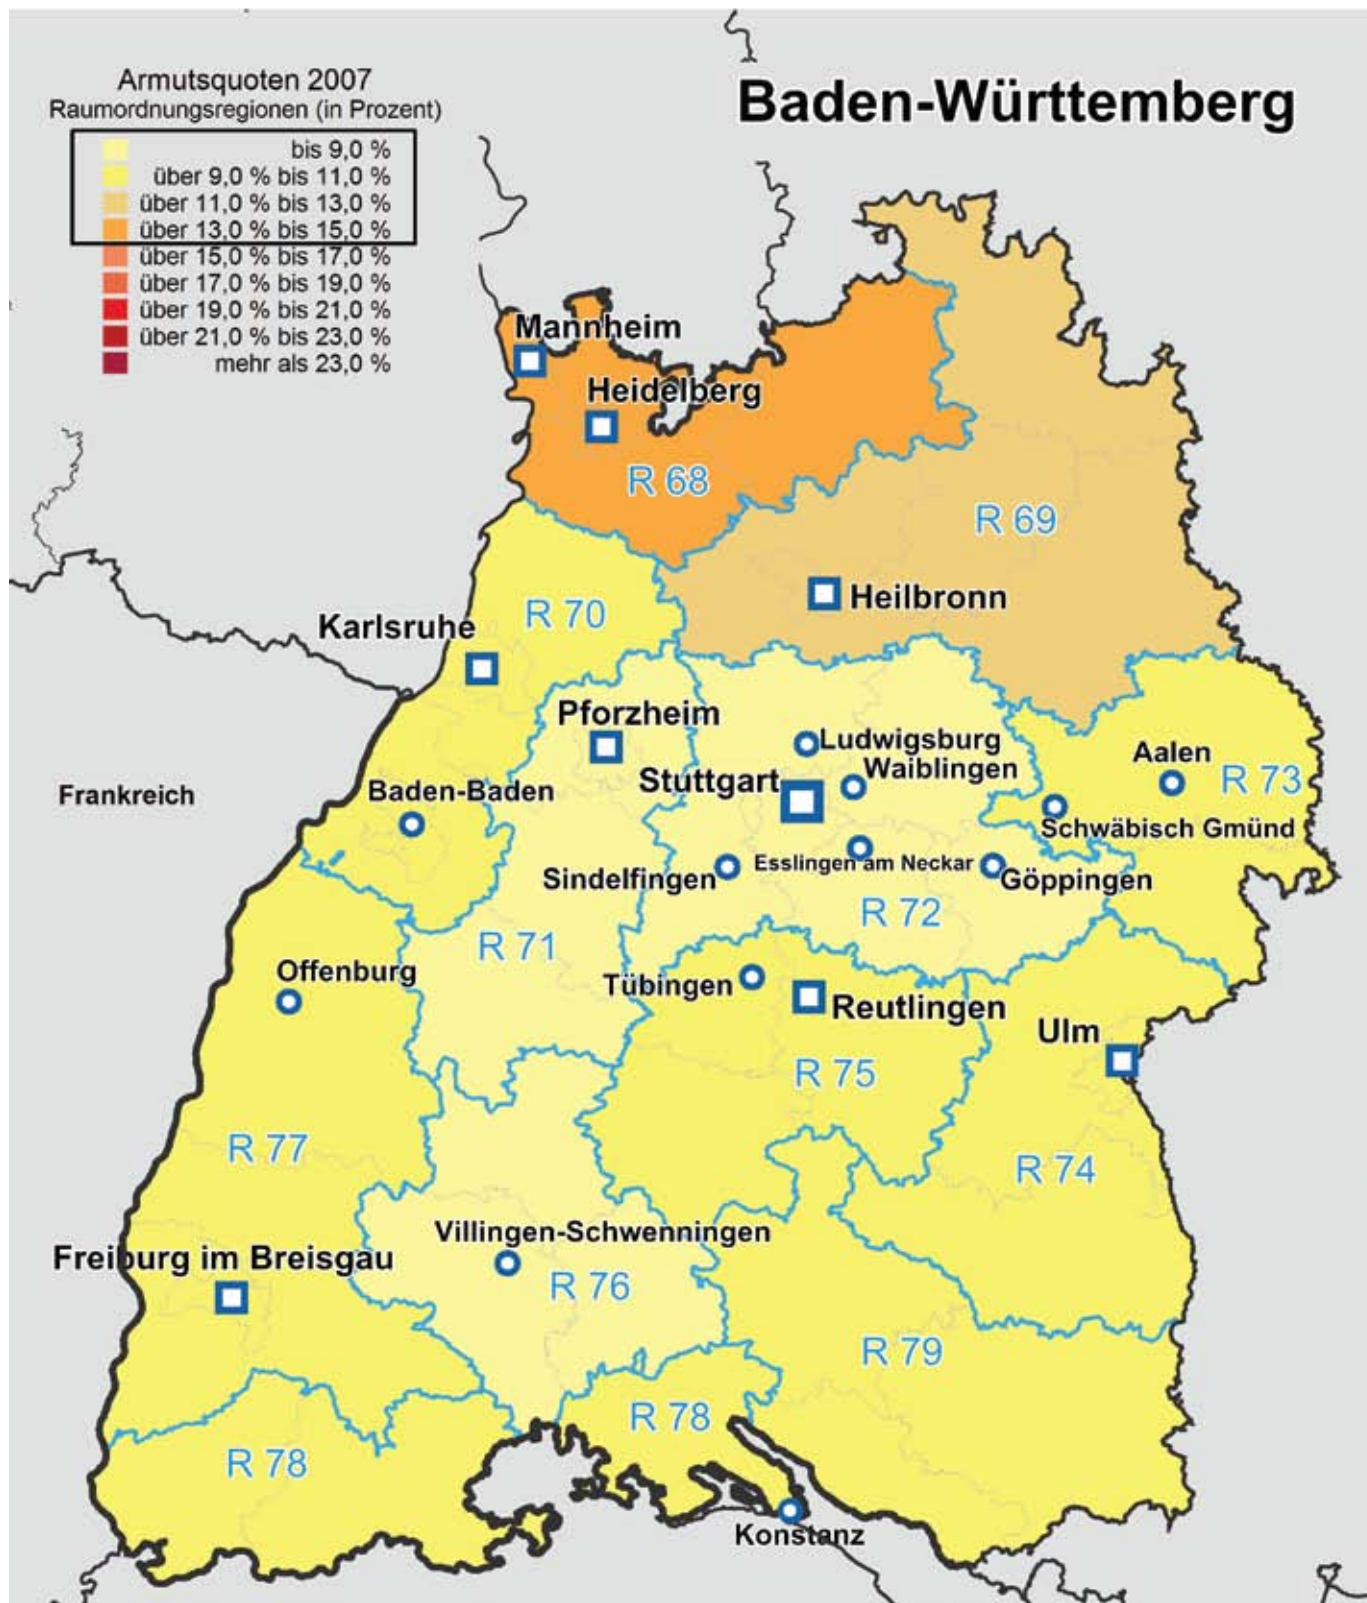 Armutsquoten 2007
Raumordnungsregionen (in Prozent)
bis 9,0 %
über 9,0 % bis 11,0 %
über 11,0 % bis 13,0 %
über 13,0 % bis 15,0 %
über 15,0 % bis 17,0 %
über 17,0 % bis 19,0 %
über 19,0 % bis 21,0 %
über 21,0 % bis 23,0 %
mehr als 23,0 %
Baden-Württemberg
Mannheim
Heidelberg
R 68
R 69
Heilbronn
R 70
Karlsruhe
Pforzheim
Ludwigsburg
Waiblingen
Stuttgart
Aalen
R 73
Frankreich
Baden-Baden
Schwäbisch Gmünd
Esslingen am Neckar
Sindelfingen
Göppingen
R 72
R 71
Offenburg
Tübingen
Reutlingen
Ulm
R 75
R 77
R 74
Villingen-Schwenningen
Freiburg im Breisgau
R 76
R 79
R 78
R 78
Konstanz